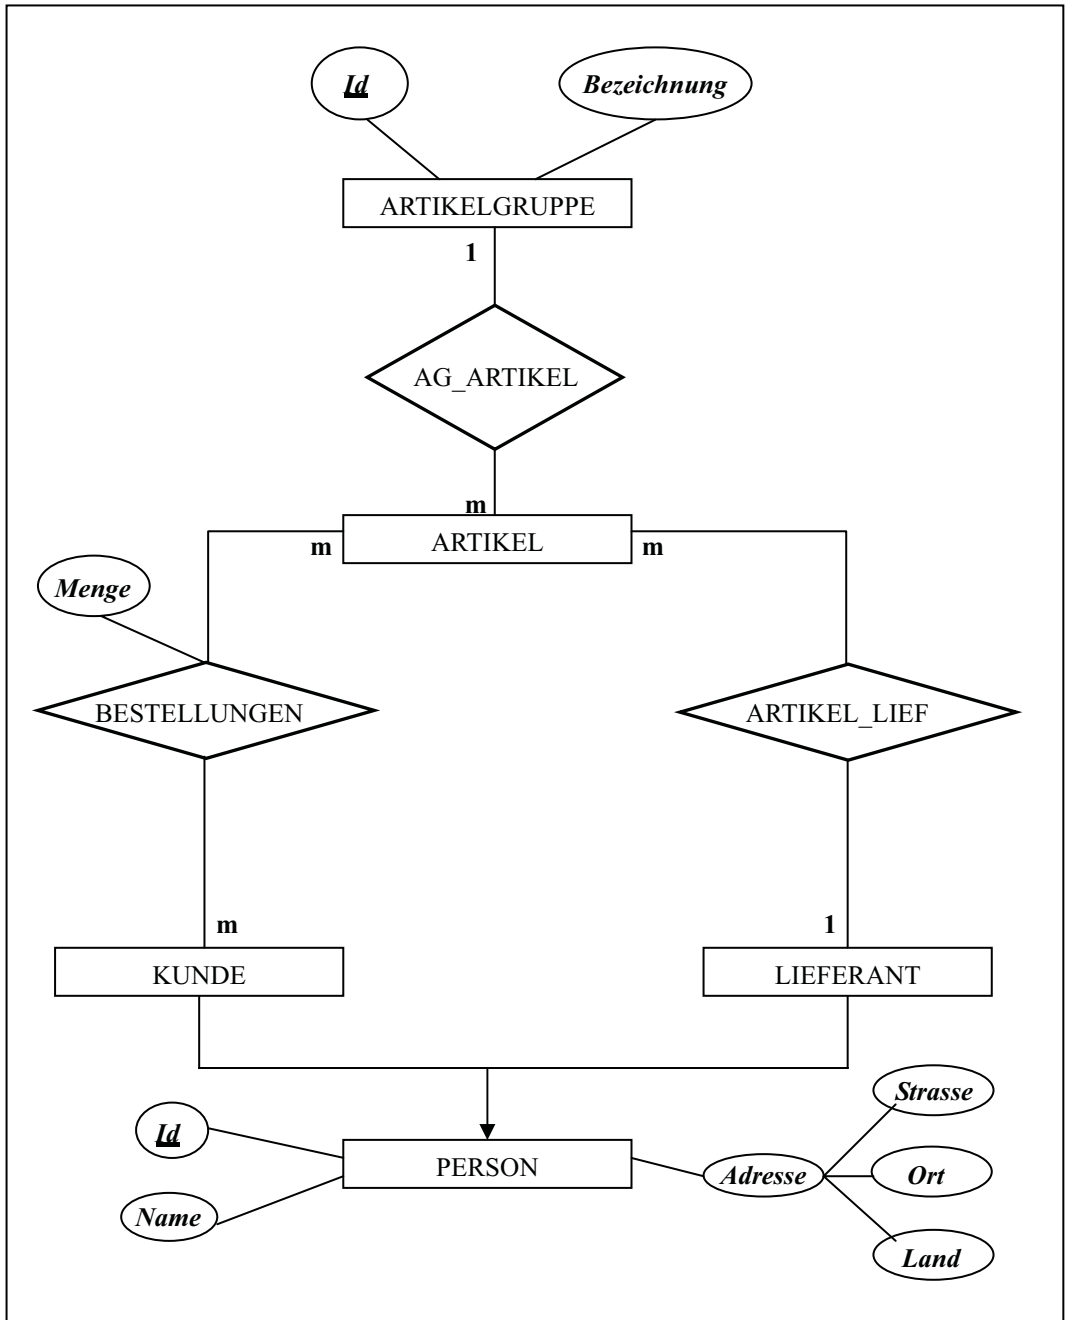 Id
Bezeichnung
ARTIKELGRUPPE
1
AG_ARTIKEL
m
ARTIKEL
m
m
Menge
BESTELLUNGEN
ARTIKEL_LIEF
m
1
KUNDE
LIEFERANT
Strasse
Id
PERSON
Adresse
Ort
Name
Land